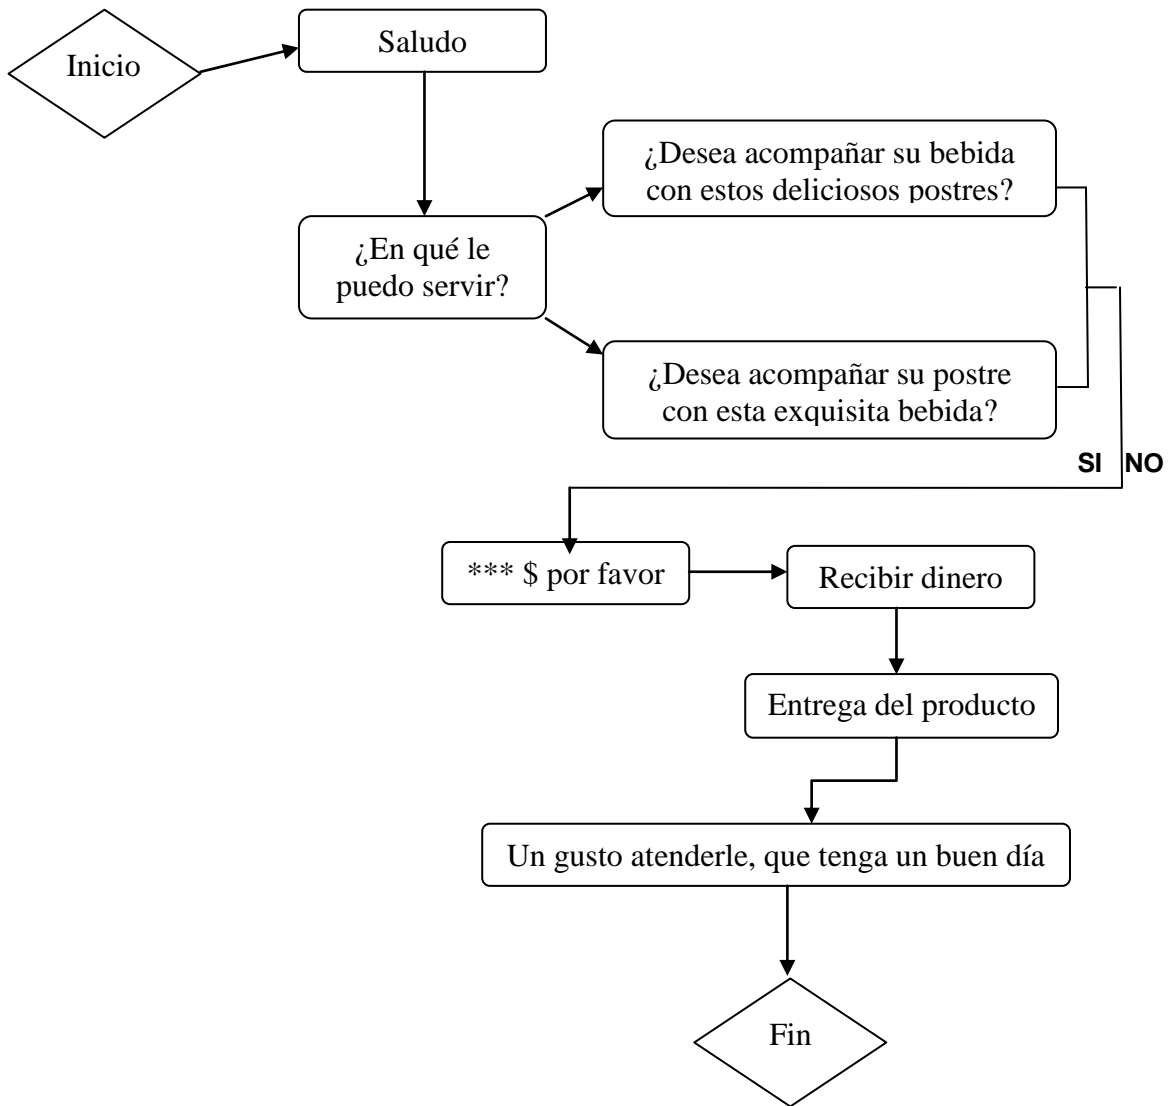 Inicio
Saludo
¿Desea acompañar su bebida
con estos deliciosos postres?
¿En qué le
puedo servir?
¿Desea acompañar su postre
con esta exquisita bebida?
SI NO
*** $ por favor
Recibir dinero
Entrega del producto
Un gusto atenderle, que tenga un buen día
Fin